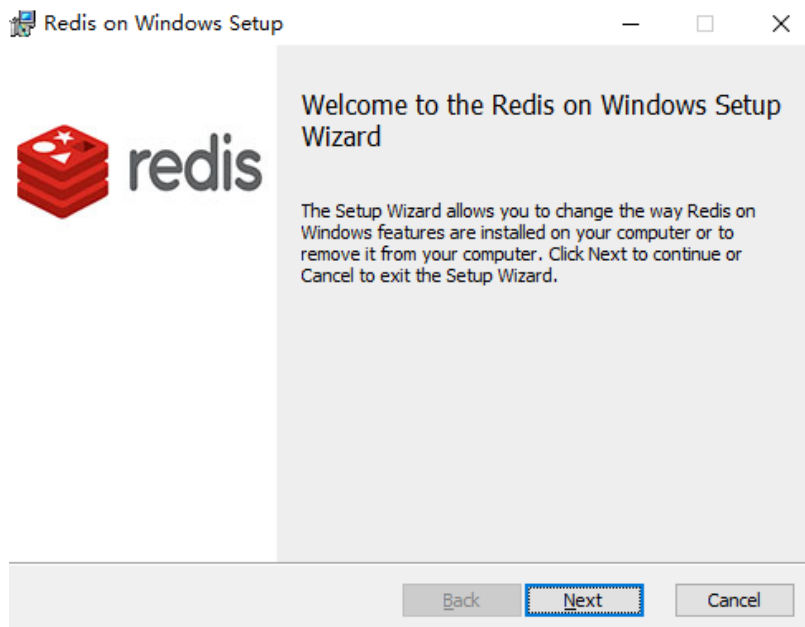 Redis on Windows Setup
Welcome to the Redis on Windows Setup
Wizard
redis
The Setup Wizard allows you to change the way Redis on
Windows features are installed on your computer or to
remove it from your computer. Click Next to continue or
Cancel to exit the Setup Wizard.
Back
Next
Cancel